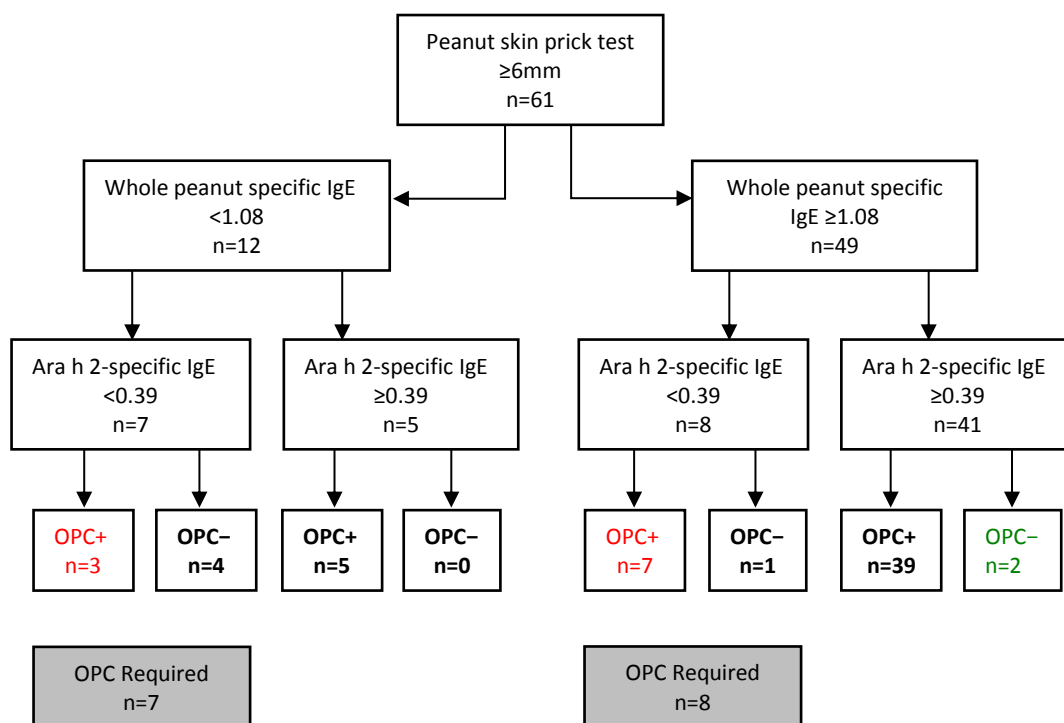 Peanut skin prick test
≥6mm
n=61
Whole peanut specific IgE
<1.08
n=12
Whole peanut specific
IgE ≥1.08
n=49
Ara h 2-specific IgE
<0.39
n=7
Ara h 2-specific IgE
≥0.39
n=5
Ara h 2-specific IgE
<0.39
n=8
Ara h 2-specific IgE
≥0.39
n=41
OPC+
n=3
OPC−
n=4
OPC+
n=5
OPC−
n=0
OPC+
n=7
OPC−
n=1
OPC+
n=39
OPC−
n=2
OPC Required
n=7
OPC Required
n=8